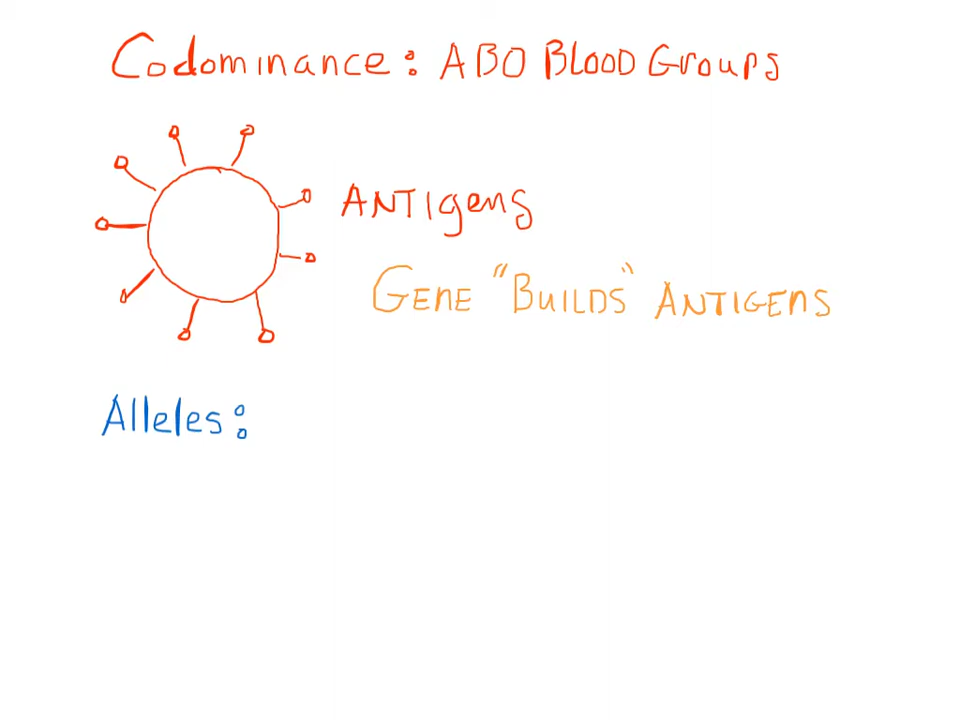 Codominance: ABO Blood Groups
ANTIgens
GENE "BUILDS" ANTIGENS
Alleles: